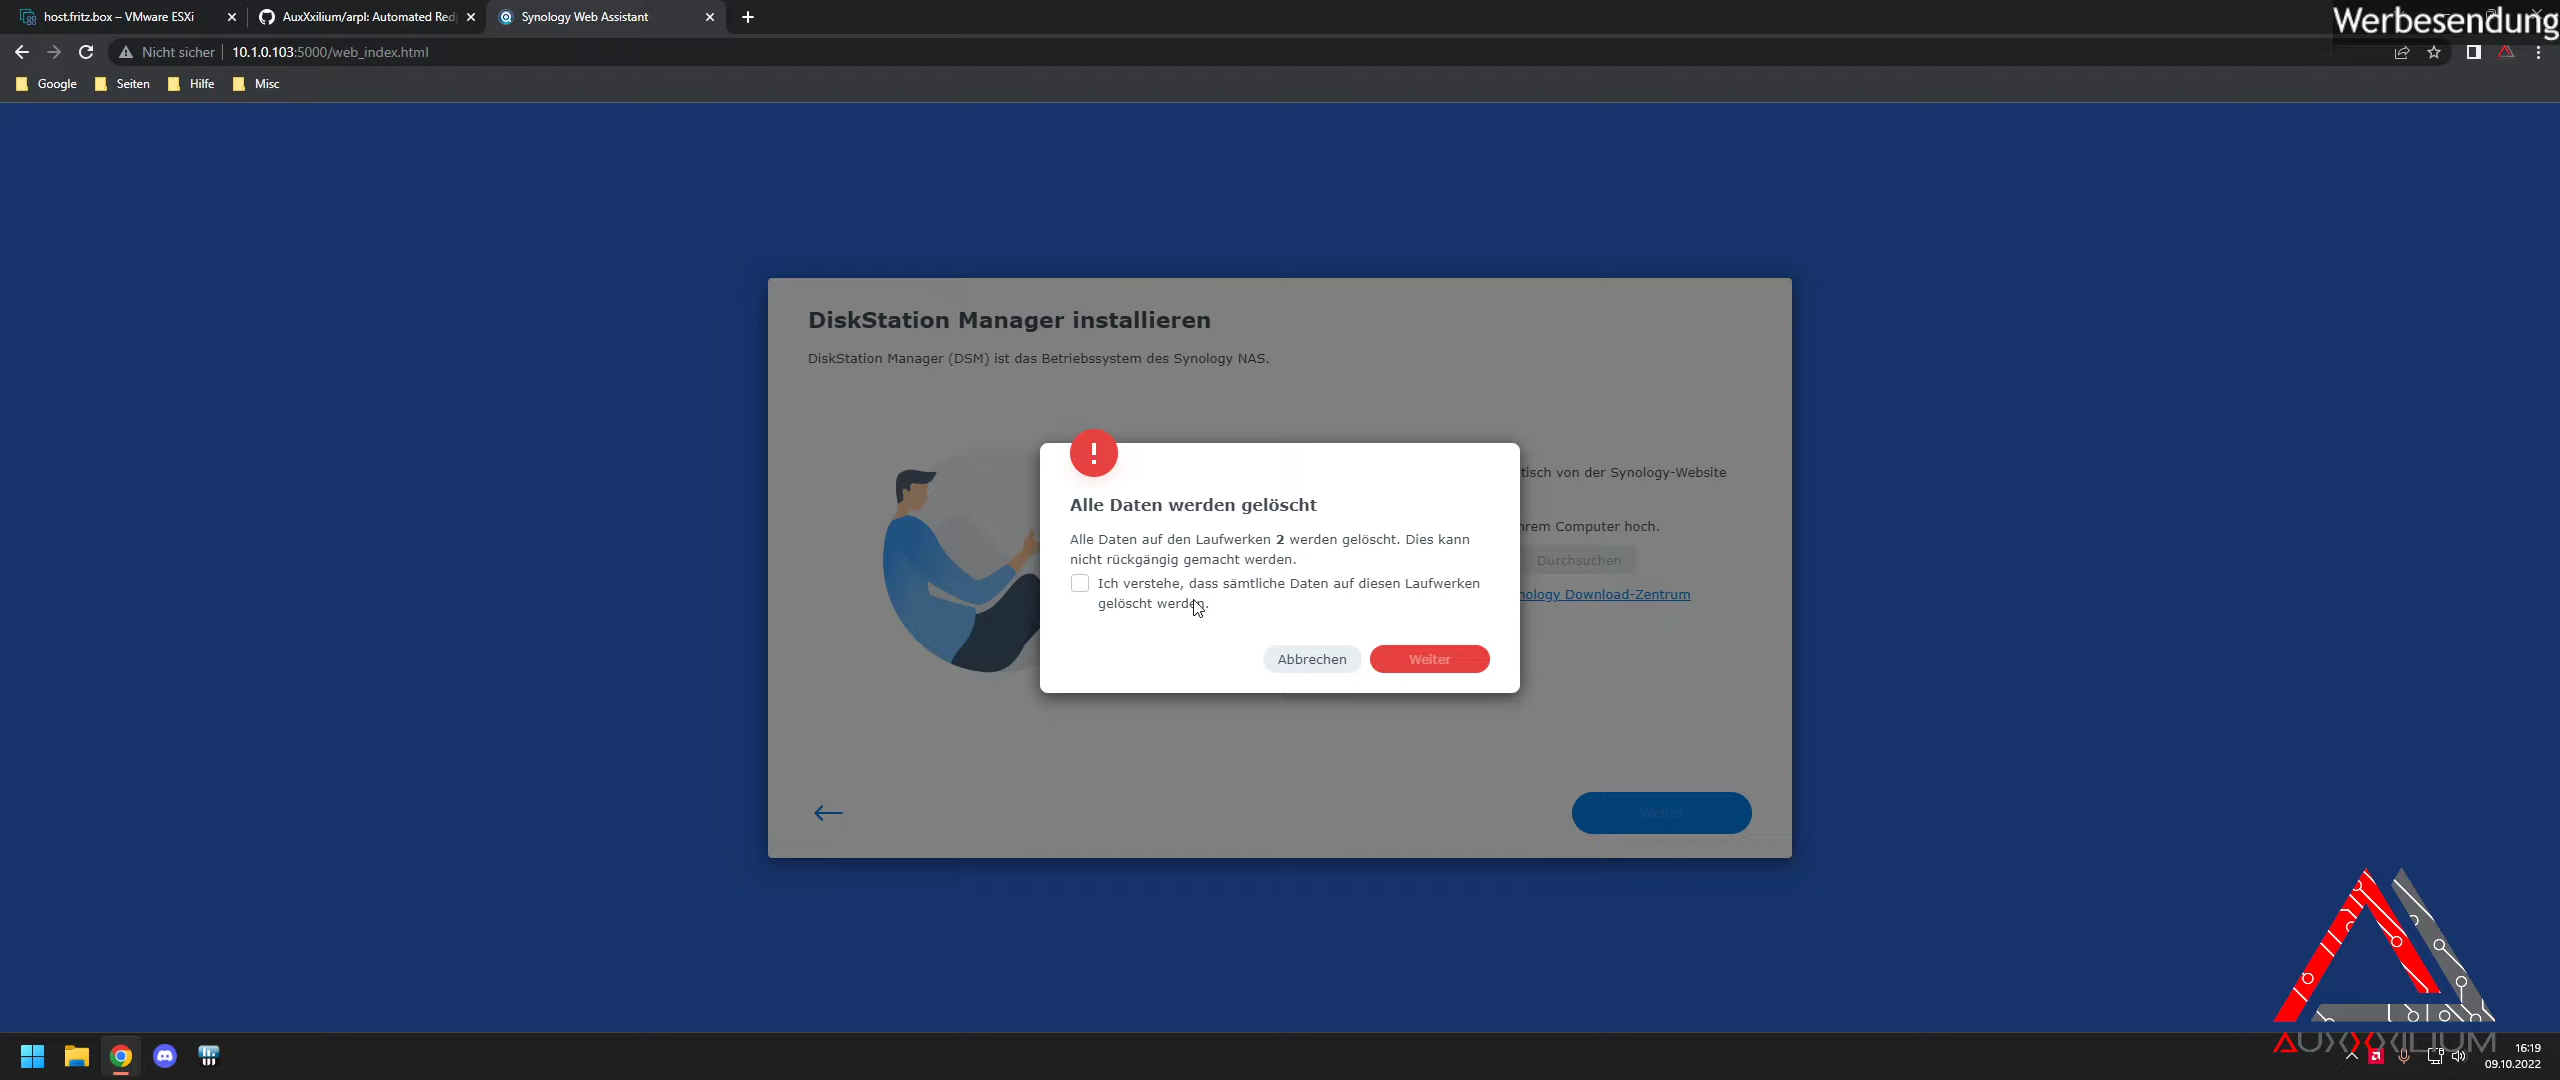 host.fritz.box – VMware ESXi
AuxXxilium/arpl: Automated Red
Synology Web Assistant
Werbesendung
Nicht sicher
10.1.0.103:5000/web_index.html
Google
Seiten
Hilfe
Misc
DiskStation Manager installieren
DiskStation Manager (DSM) ist das Betriebssystem des Synology NAS.
tisch von der Synology-Website
hrem Computer hoch.
Durchsuchen
nology Download-Zentrum
!
Alle Daten werden gelöscht
Alle Daten auf den Laufwerken 2 werden gelöscht. Dies kann
nicht rückgängig gemacht werden.
Ich verstehe, dass sämtliche Daten auf diesen Laufwerken
gelöscht werden.
Abbrechen
Weiter
Weiter
AUXXXILIUM
16:19
09.10.2022